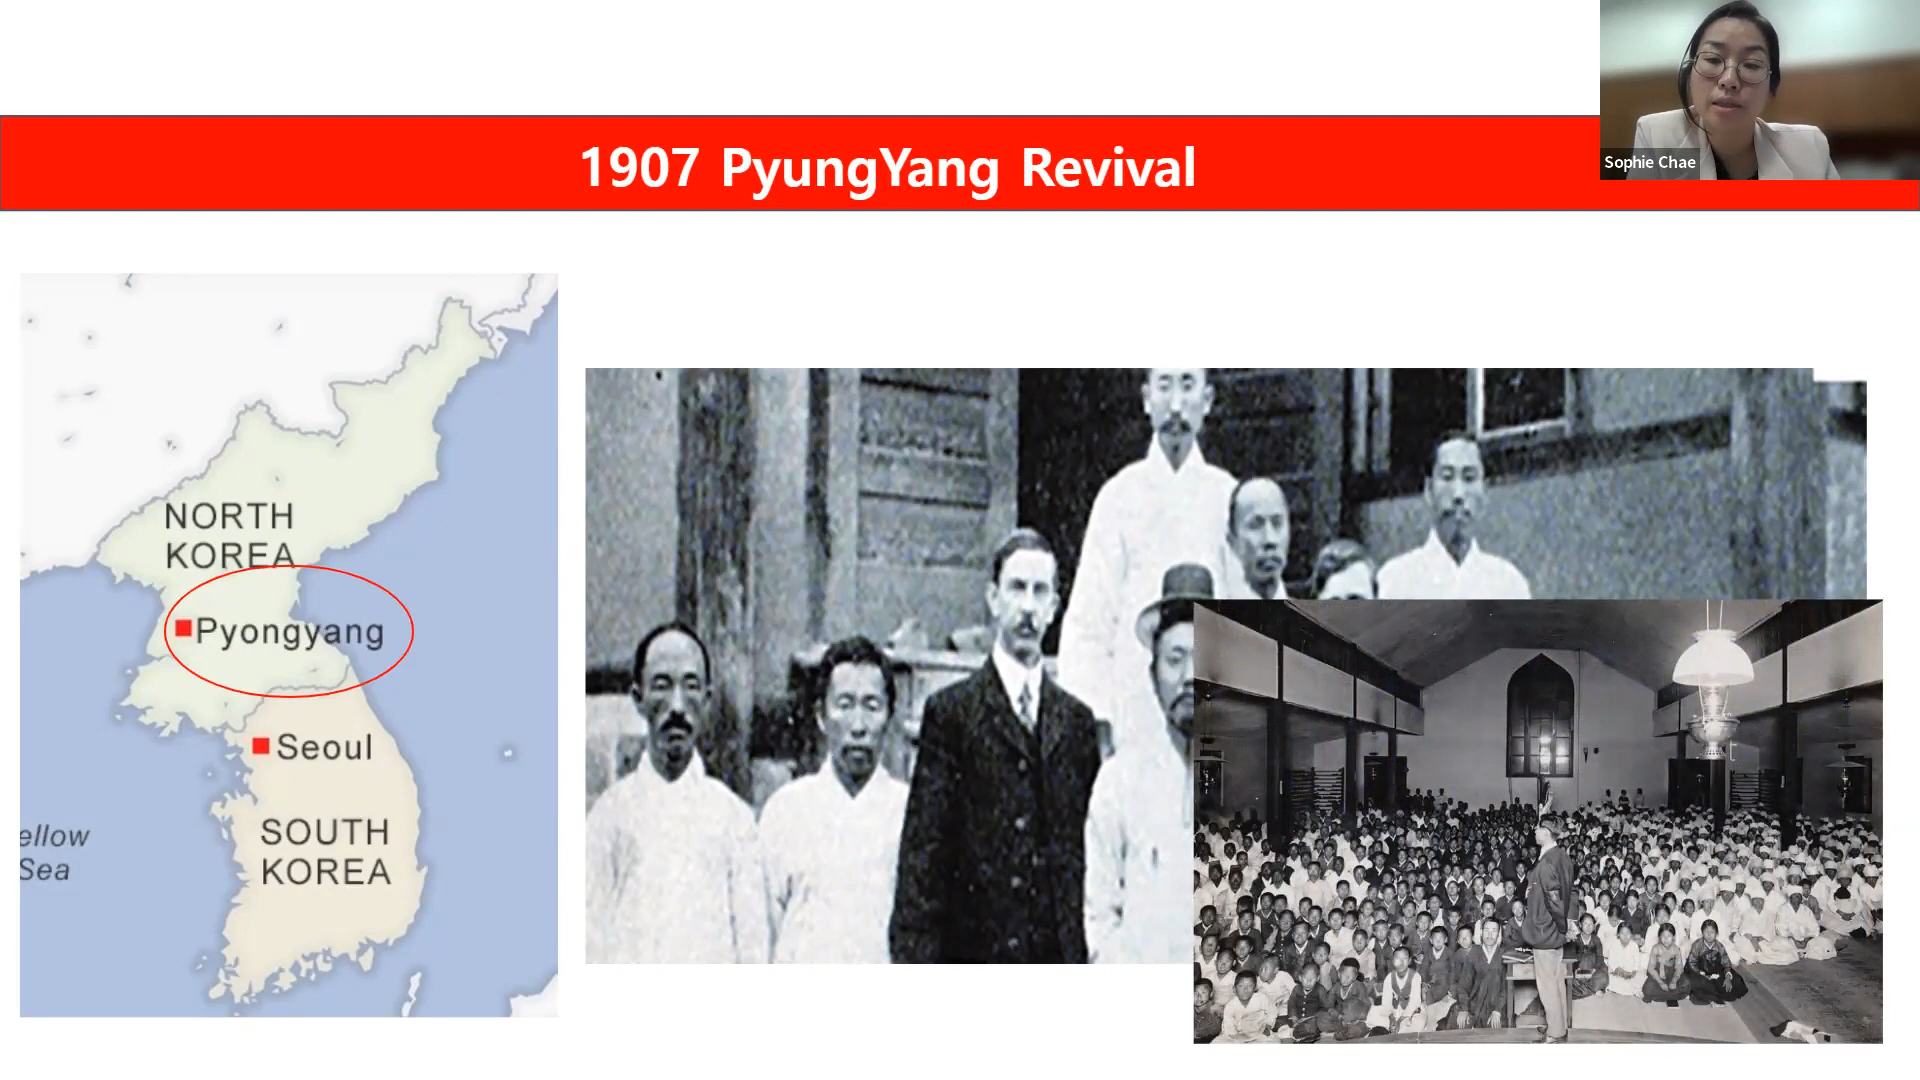 1907 PyungYang Revival
Sophie Chae
NORTH
KOREA
Pyongyang
Seoul
SOUTH
KOREA
ellow
Sea